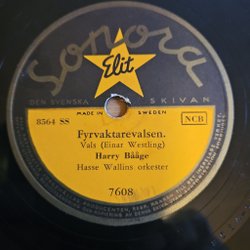 Sonora
Elit
DEN SVENSKA SKIVAN
MADE IN SWEDEN
8564 SS
NCB
Fyrvaktarevalsen.
Vals (Einar Westling)
Harry Bååge
Hasse Wallins orkester
7608